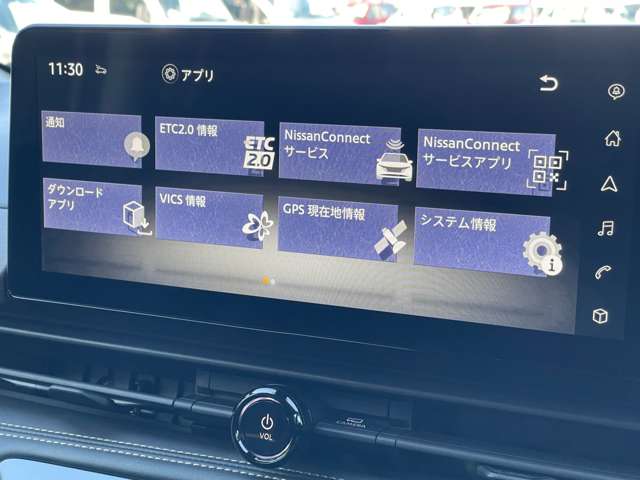 11:30
アプリ
通知
ETC2.0 情報
ETC
2.0
NissanConnect
サービス
NissanConnect
サービスアプリ
ダウンロード
アプリ
VICS 情報
GPS 現在地情報
システム情報
VOL
CAMERA